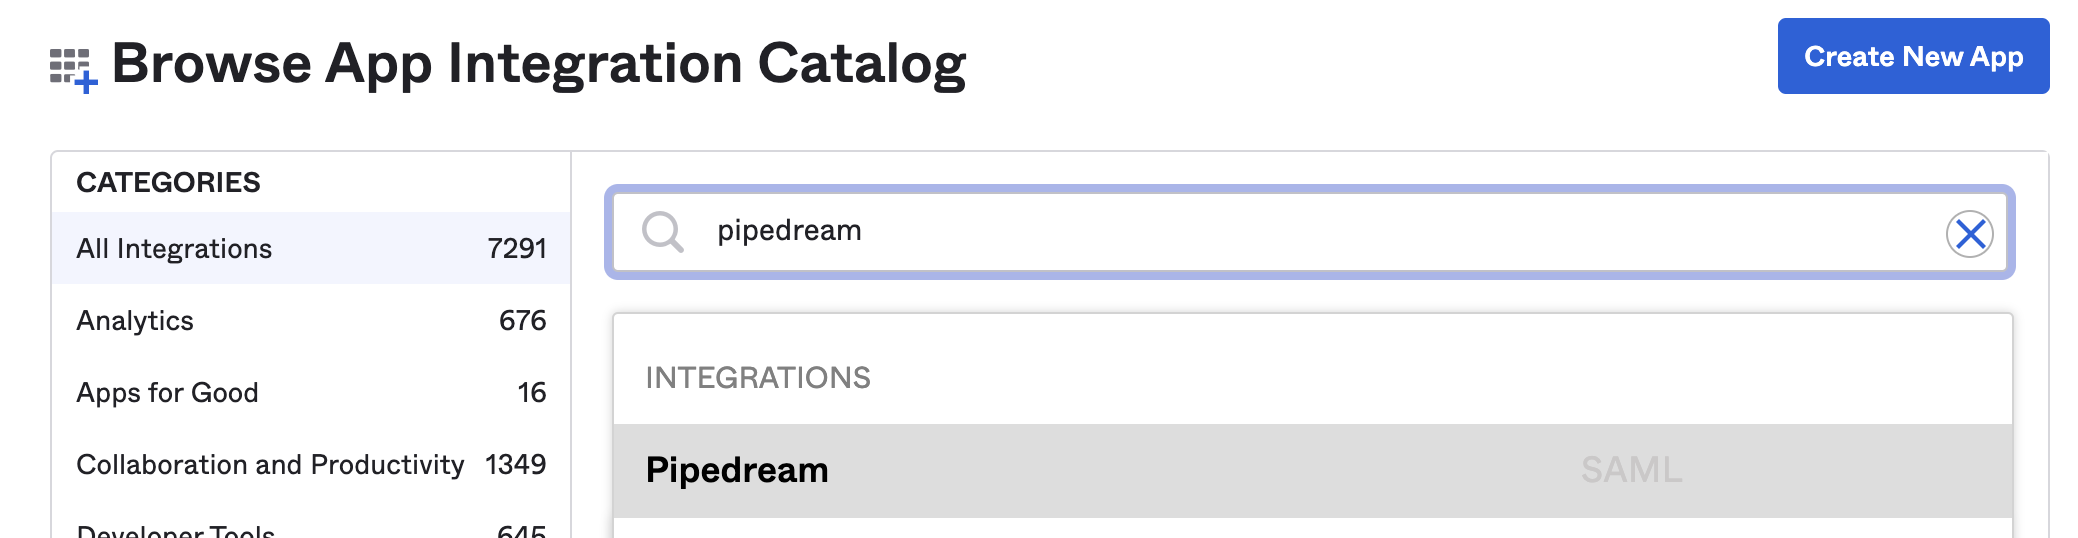 Browse App Integration Catalog
Create New App
CATEGORIES
All Integrations 7291
Analytics 676
Apps for Good 16
Collaboration and Productivity 1349
Developer Tools 645
pipedream
INTEGRATIONS
Pipedream SAML